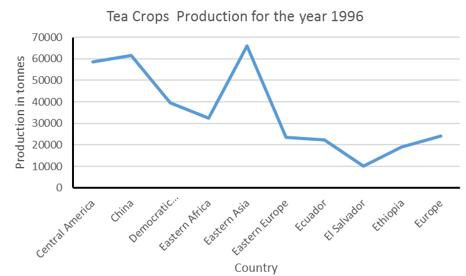 Tea Crops Production for the year 1996
Production in tonnes
70000
60000
50000
40000
30000
20000
10000
0
Central America
China
Democratic...
Eastern Africa
Eastern Asia
Eastern Europe
Ecuador
El Salvador
Ethiopia
Europe
Country